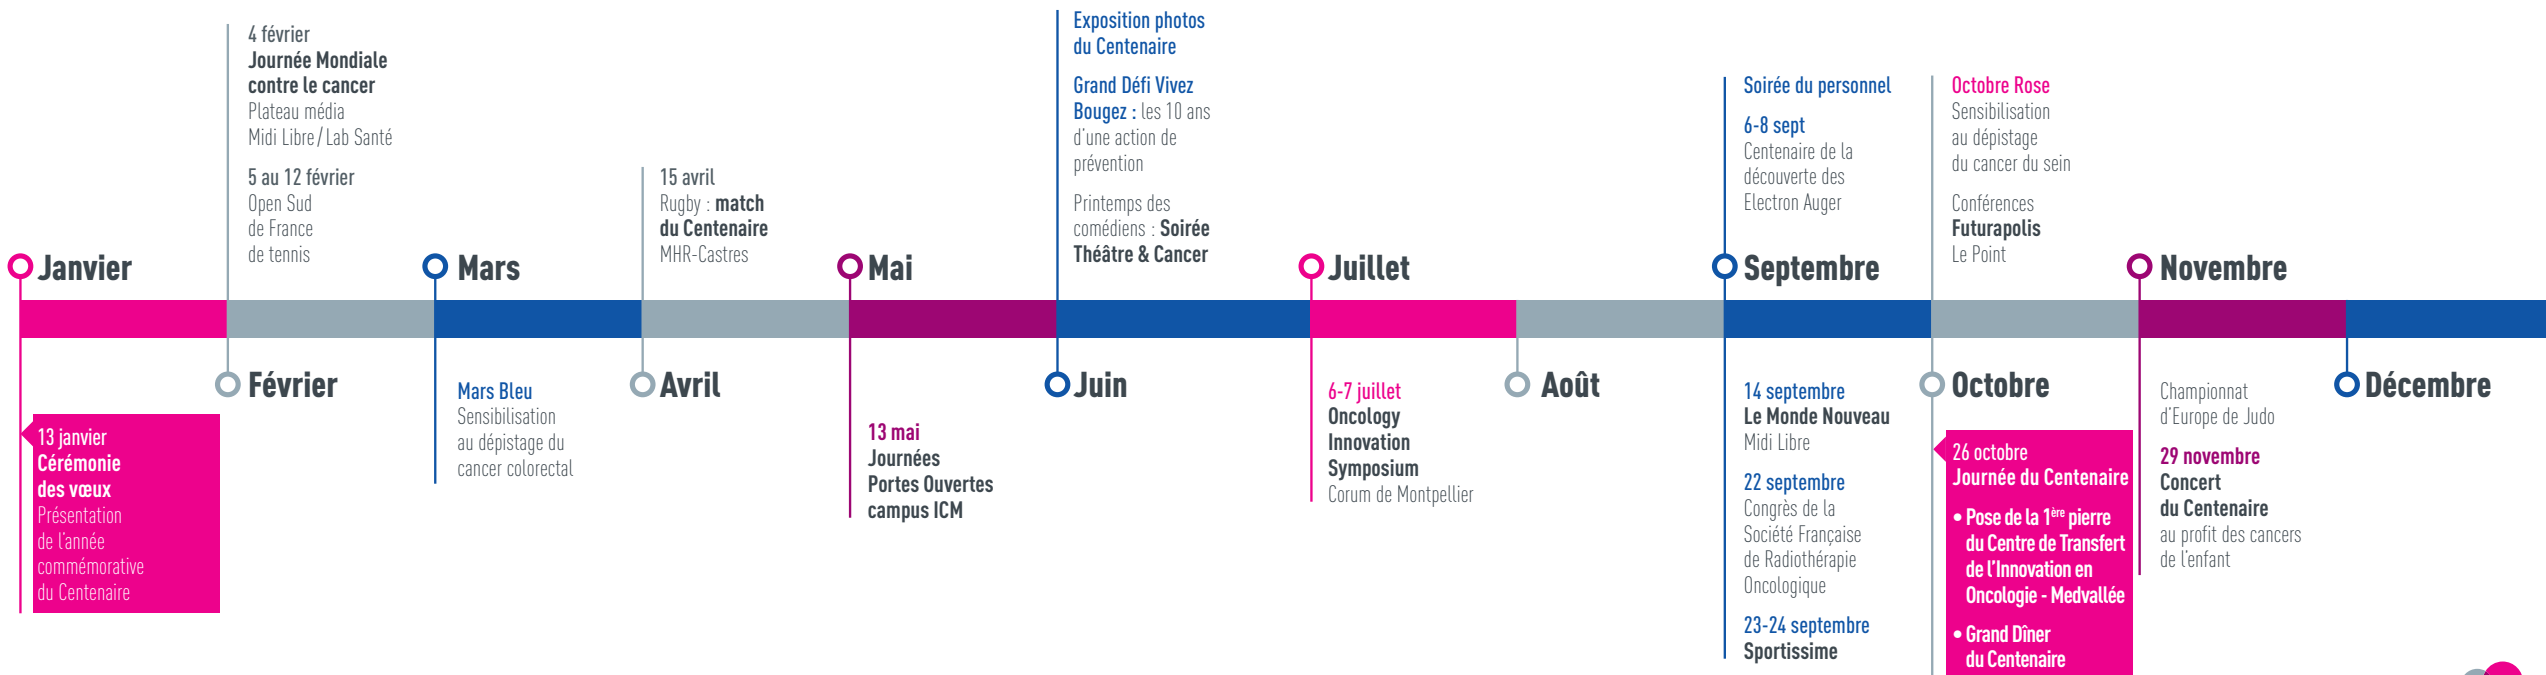 Janvier
13 janvier
Cérémonie
des vœux
Présentation
de l'année
commémorative
du Centenaire
4 février
Journée Mondiale
contre le cancer
Plateau média
Midi Libre / Lab Santé
5 au 12 février
Open Sud
de France
de tennis
Février
Mars
Mars Bleu
Sensibilisation
au dépistage du
cancer colorectal
15 avril
Rugby : match
du Centenaire
MHR-Castres
Avril
Mai
13 mai
Journées
Portes Ouvertes
campus ICM
Exposition photos
du Centenaire
Grand Défi Vivez
Bougez : les 10 ans
d'une action de
prévention
Printemps des
comédiens : Soirée
Théâtre & Cancer
Juin
Juillet
6-7 juillet
Oncology
Innovation
Symposium
Corum de Montpellier
Août
Soirée du personnel
6-8 sept
Centenaire de la
découverte des
Electron Auger
Septembre
14 septembre
Le Monde Nouveau
Midi Libre
22 septembre
Congrès de la
Société Française
de Radiothérapie
Oncologique
23-24 septembre
Sportissime
Octobre Rose
Sensibilisation
au dépistage
du cancer du sein
Conférences
Futurapolis
Le Point
Octobre
26 octobre
Journée du Centenaire
• Pose de la 1ère pierre
du Centre de Transfert
de l'Innovation en
Oncologie - Medvallée
• Grand Dîner
du Centenaire
Novembre
Championnat
d'Europe de Judo
29 novembre
Concert
du Centenaire
au profit des cancers
de l'enfant
Décembre